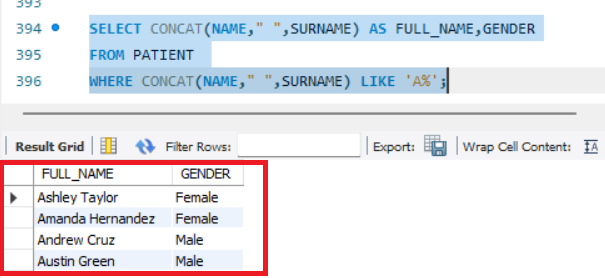 393
394 SELECT CONCAT(NAME," ",SURNAME) AS FULL_NAME,GENDER
395 FROM PATIENT
396 WHERE CONCAT(NAME," ",SURNAME) LIKE 'A%';
Result Grid Filter Rows: Export: Wrap Cell Content: IA
FULL_NAME GENDER
Ashley Taylor Female
Amanda Hernandez Female
Andrew Cruz Male
Austin Green Male